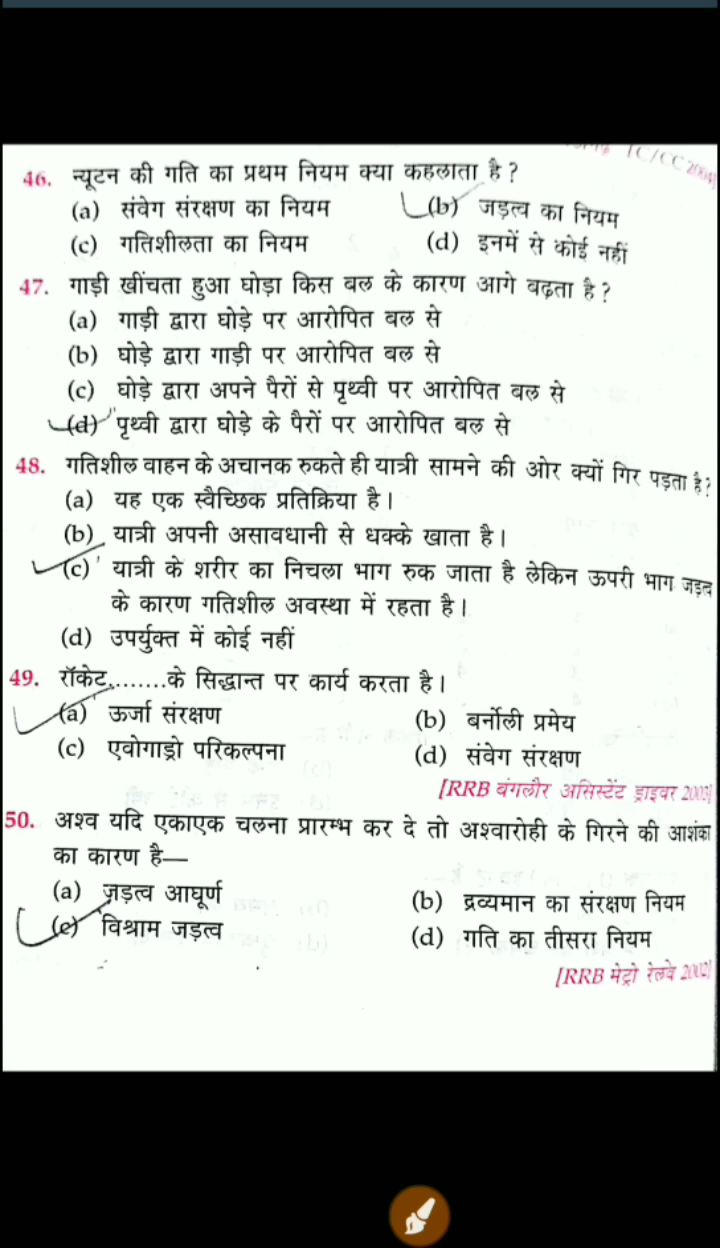 TC/CC 2004]
46. न्यूटन की गति का प्रथम नियम क्या कहलाता है?
(a) संवेग संरक्षण का नियम (b) जड़त्व का नियम
(c) गतिशीलता का नियम (d) इनमें से कोई नहीं
47. गाड़ी खींचता हुआ घोड़ा किस बल के कारण आगे बढ़ता है?
(a) गाड़ी द्वारा घोड़े पर आरोपित बल से
(b) घोड़े द्वारा गाड़ी पर आरोपित बल से
(c) घोड़े द्वारा अपने पैरों से पृथ्वी पर आरोपित बल से
(d) पृथ्वी द्वारा घोड़े के पैरों पर आरोपित बल से
48. गतिशील वाहन के अचानक रुकते ही यात्री सामने की ओर क्यों गिर पड़ता है?
(a) यह एक स्वैच्छिक प्रतिक्रिया है।
(b) यात्री अपनी असावधानी से धक्के खाता है।
(c) यात्री के शरीर का निचला भाग रुक जाता है लेकिन ऊपरी भाग जड़त्व
के कारण गतिशील अवस्था में रहता है।
(d) उपर्युक्त में कोई नहीं
49. रॉकेट.........के सिद्धान्त पर कार्य करता है।
(a) ऊर्जा संरक्षण (b) बर्नोली प्रमेय
(c) एवोगाड्रो परिकल्पना (d) संवेग संरक्षण
[RRB बंगलौर असिस्टेंट ड्राइवर 2003]
50. अश्व यदि एकाएक चलना प्रारम्भ कर दे तो अश्वारोही के गिरने की आशंका
का कारण है—
(a) जड़त्व आघूर्ण (b) द्रव्यमान का संरक्षण नियम
(c) विश्राम जड़त्व (d) गति का तीसरा नियम
[RRB मेट्रो रेलवे 2002]